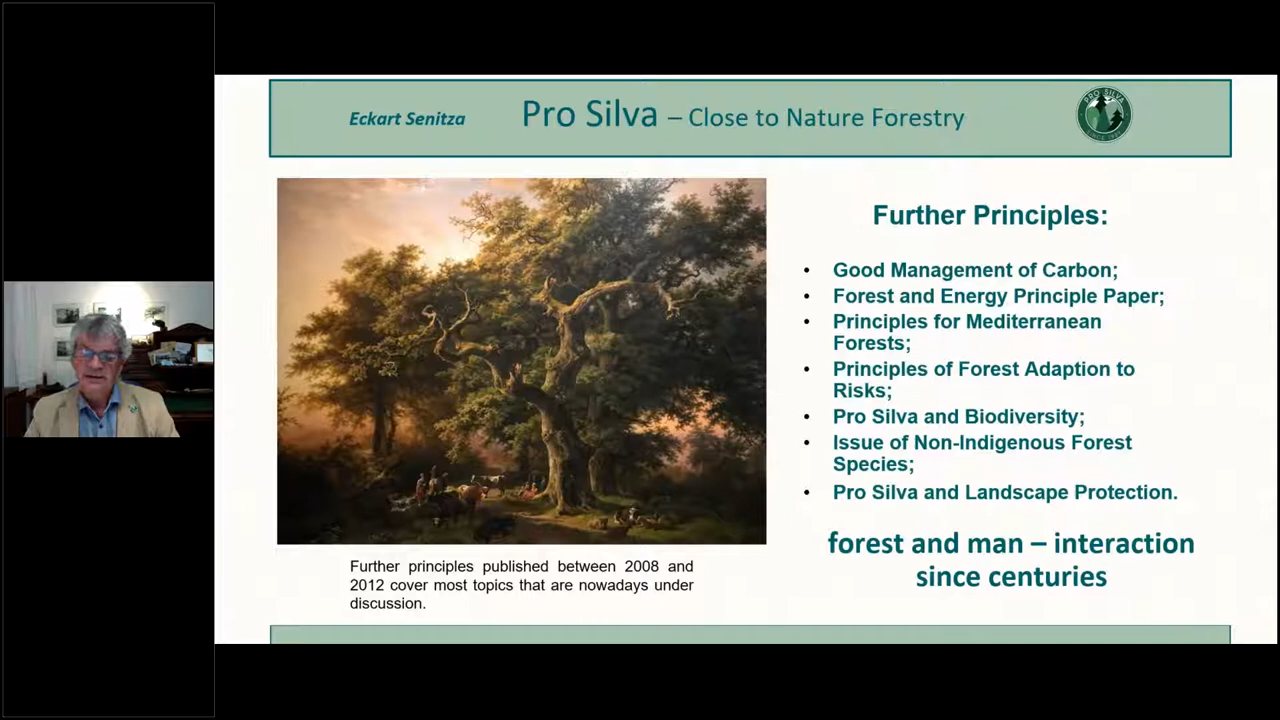 Eckart Senitza
Pro Silva – Close to Nature Forestry
PRO SILVA
Further Principles:
• Good Management of Carbon;
• Forest and Energy Principle Paper;
• Principles for Mediterranean
Forests;
• Principles of Forest Adaption to
Risks;
• Pro Silva and Biodiversity;
• Issue of Non-Indigenous Forest
Species;
• Pro Silva and Landscape Protection.
forest and man – interaction
since centuries
Further principles published between 2008 and
2012 cover most topics that are nowadays under
discussion.